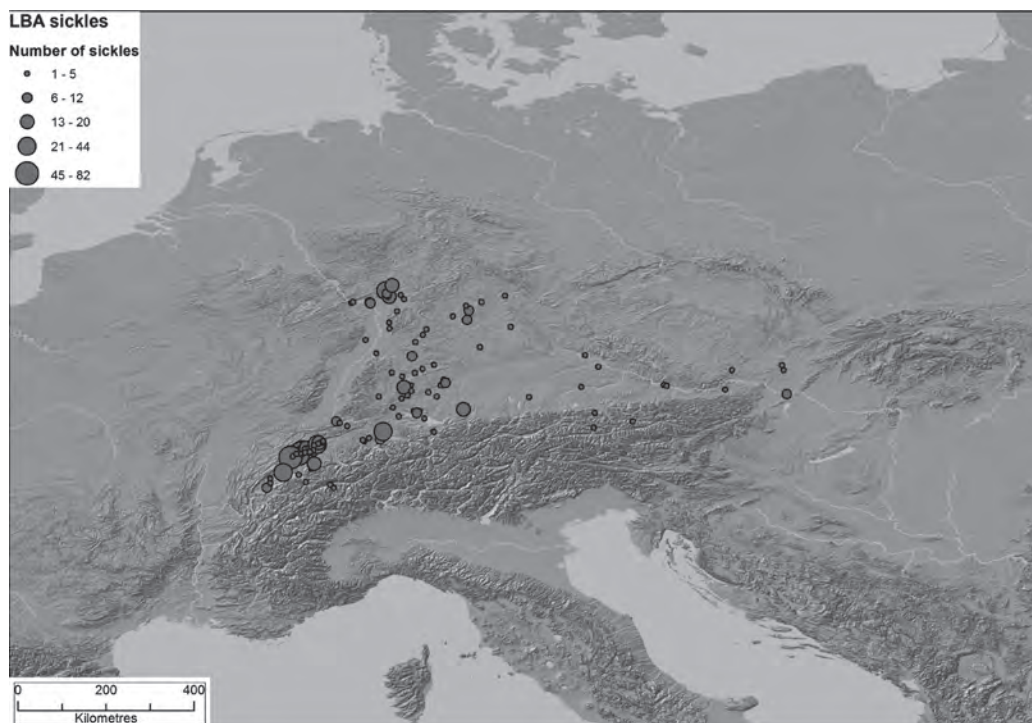 LBA sickles
Number of sickles
1 - 5
6 - 12
13 - 20
21 - 44
45 - 82
0 200 400
Kilometres